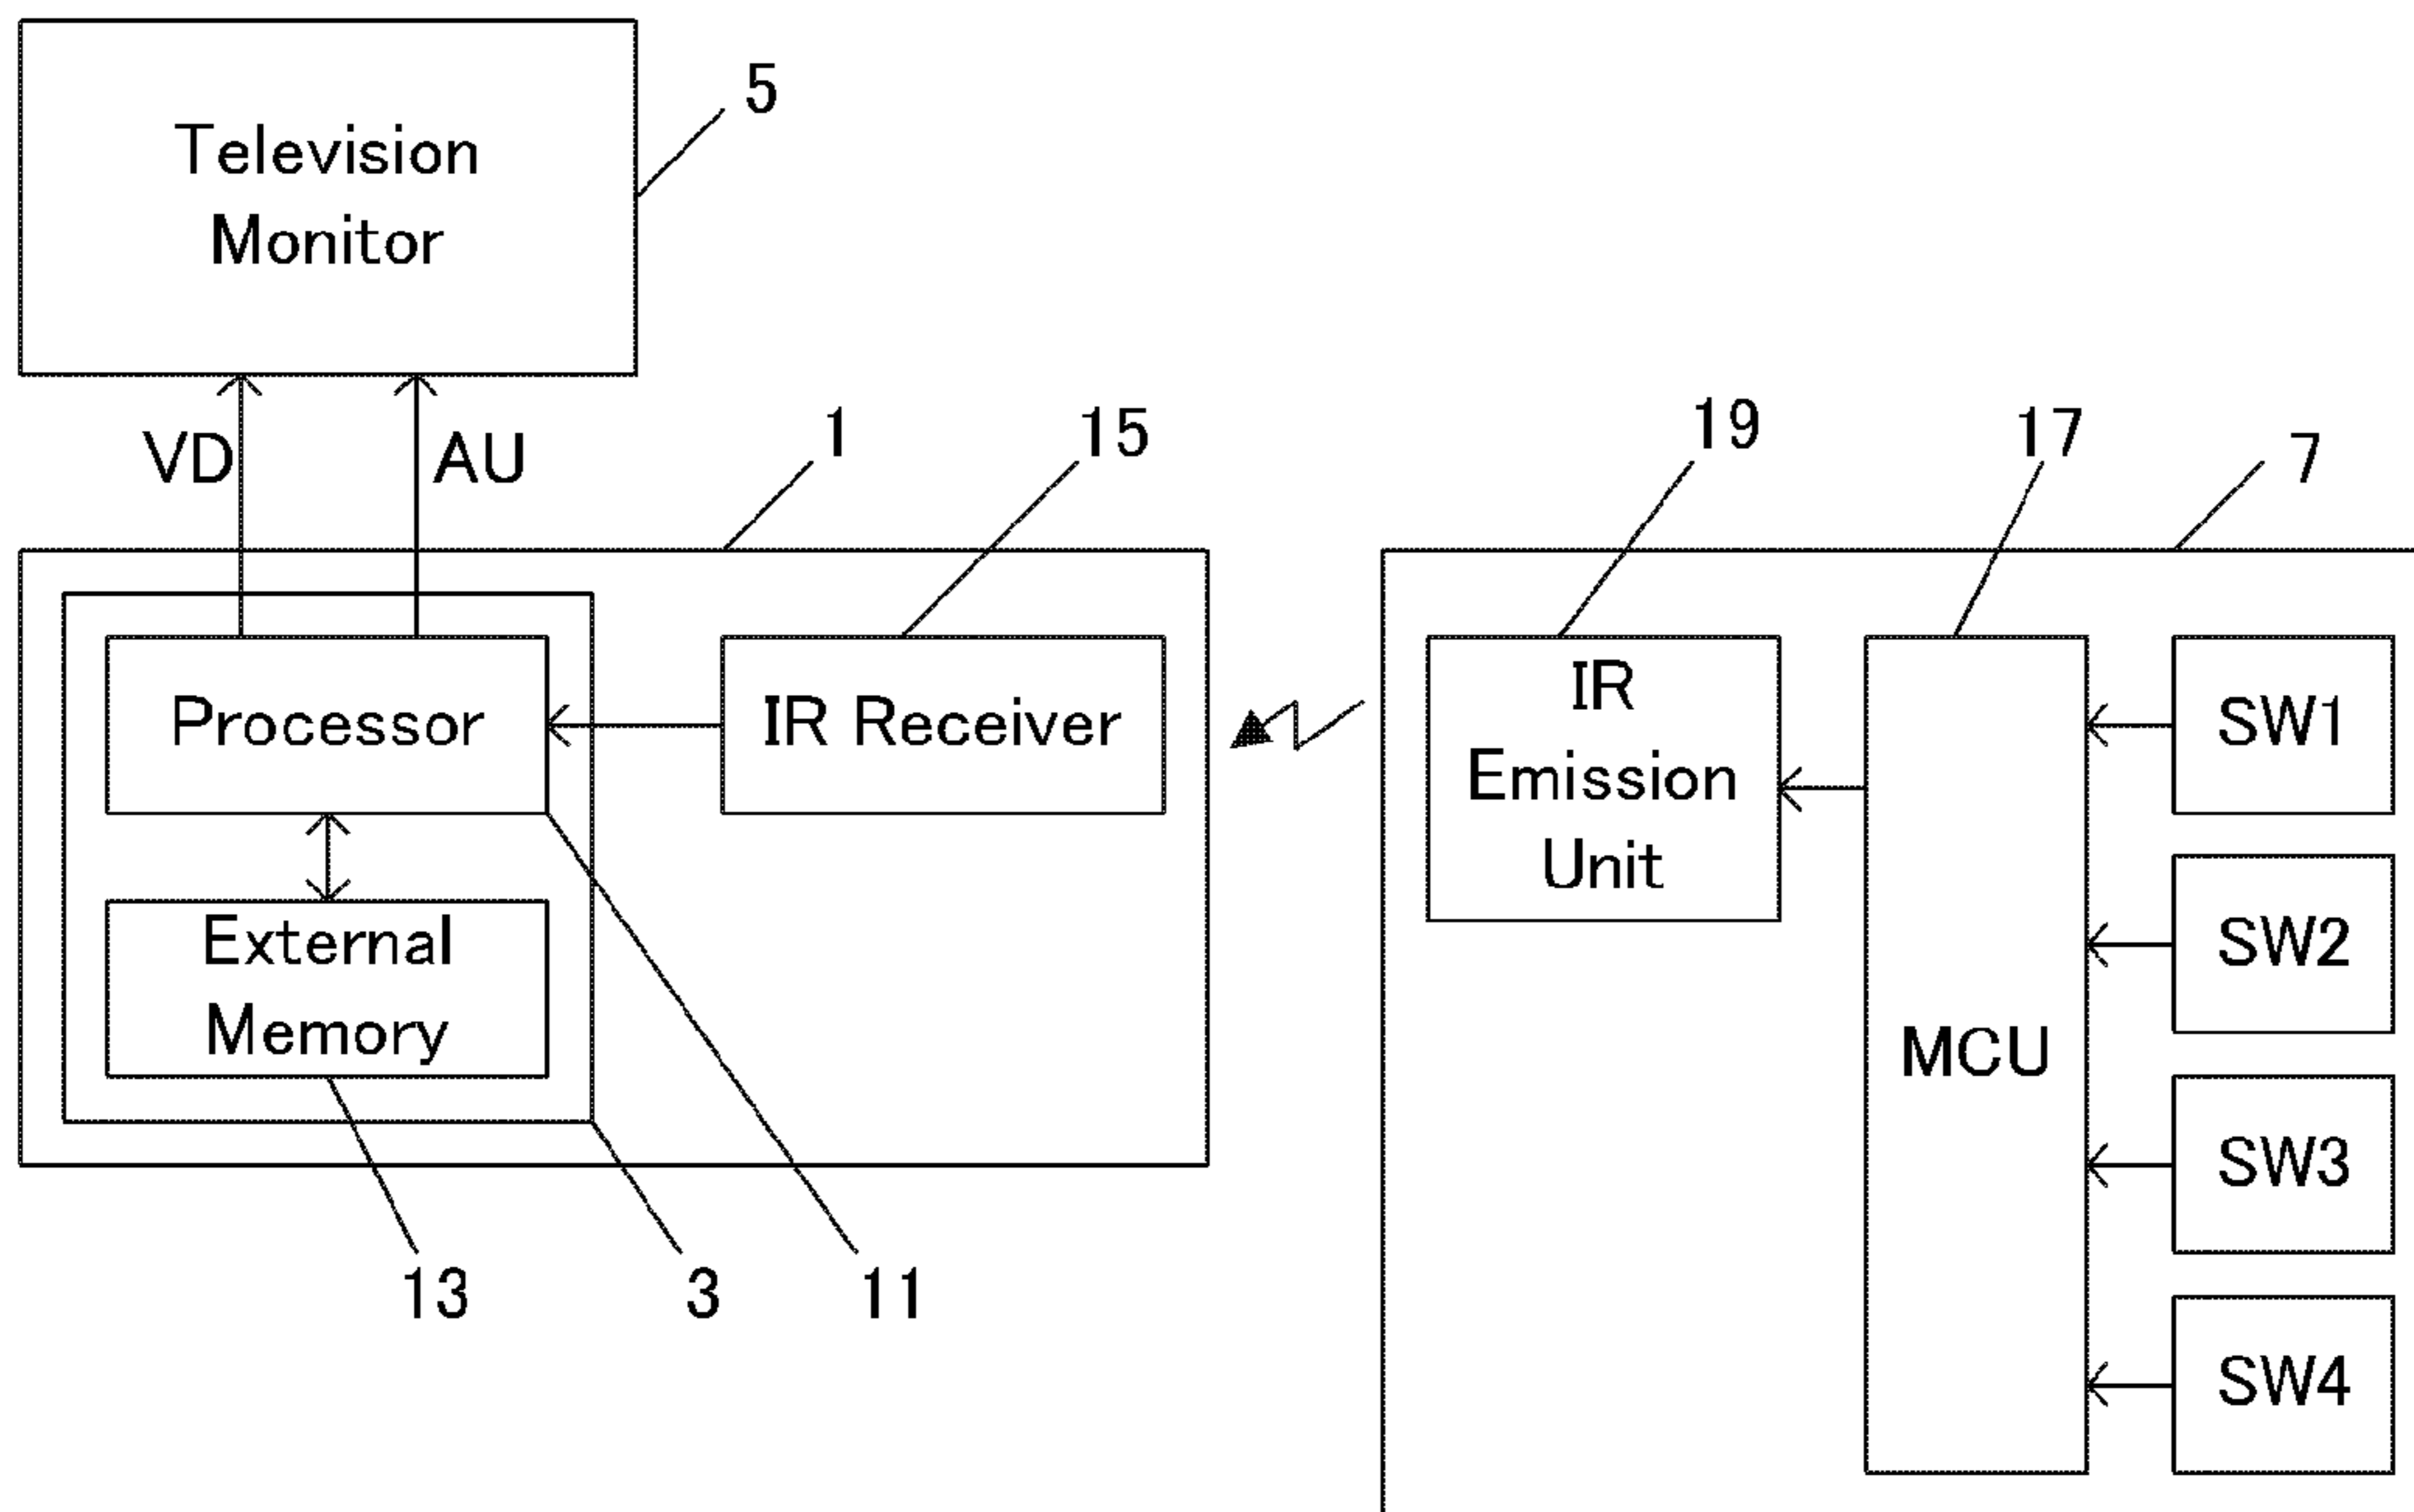 Television
Monitor
5
VD
AU
1
15
19
17
7
Processor
IR Receiver
IR
Emission
Unit
SW1
External
Memory
MCU
SW2
SW3
SW4
13
3
11